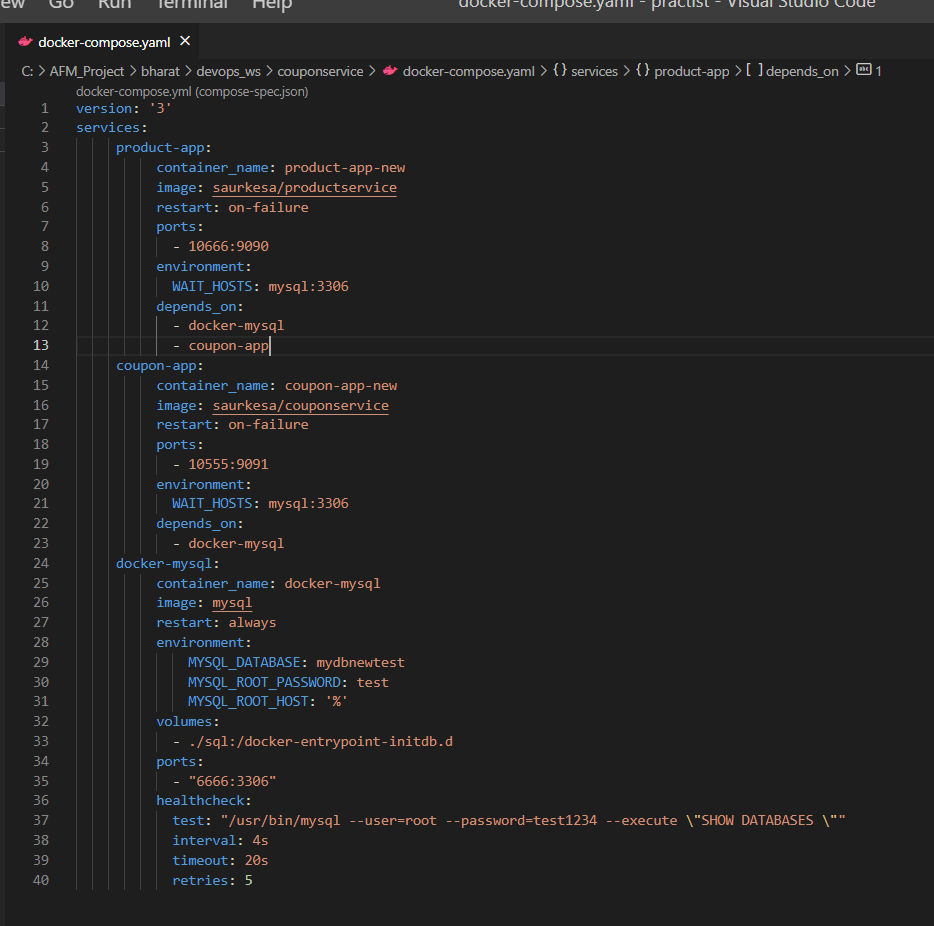 ew Go Run Terminal Help docker-compose.yaml - practist - Visual Studio Code
docker-compose.yaml ×
C: > AFM_Project > bharat > devops_ws > couponservice > docker-compose.yaml > {} services > {} product-app > [ ] depends_on > abc 1
docker-compose.yml (compose-spec.json)
1 version: '3'
2 services:
3 product-app:
4 container_name: product-app-new
5 image: saurkesa/productservice
6 restart: on-failure
7 ports:
8 - 10666:9090
9 environment:
10 WAIT_HOSTS: mysql:3306
11 depends_on:
12 - docker-mysql
13 - coupon-app
14 coupon-app:
15 container_name: coupon-app-new
16 image: saurkesa/couponservice
17 restart: on-failure
18 ports:
19 - 10555:9091
20 environment:
21 WAIT_HOSTS: mysql:3306
22 depends_on:
23 - docker-mysql
24 docker-mysql:
25 container_name: docker-mysql
26 image: mysql
27 restart: always
28 environment:
29 MYSQL_DATABASE: mydbnewtest
30 MYSQL_ROOT_PASSWORD: test
31 MYSQL_ROOT_HOST: '%'
32 volumes:
33 - ./sql:/docker-entrypoint-initdb.d
34 ports:
35 - "6666:3306"
36 healthcheck:
37 test: "/usr/bin/mysql --user=root --password=test1234 --execute \"SHOW DATABASES \""
38 interval: 4s
39 timeout: 20s
40 retries: 5